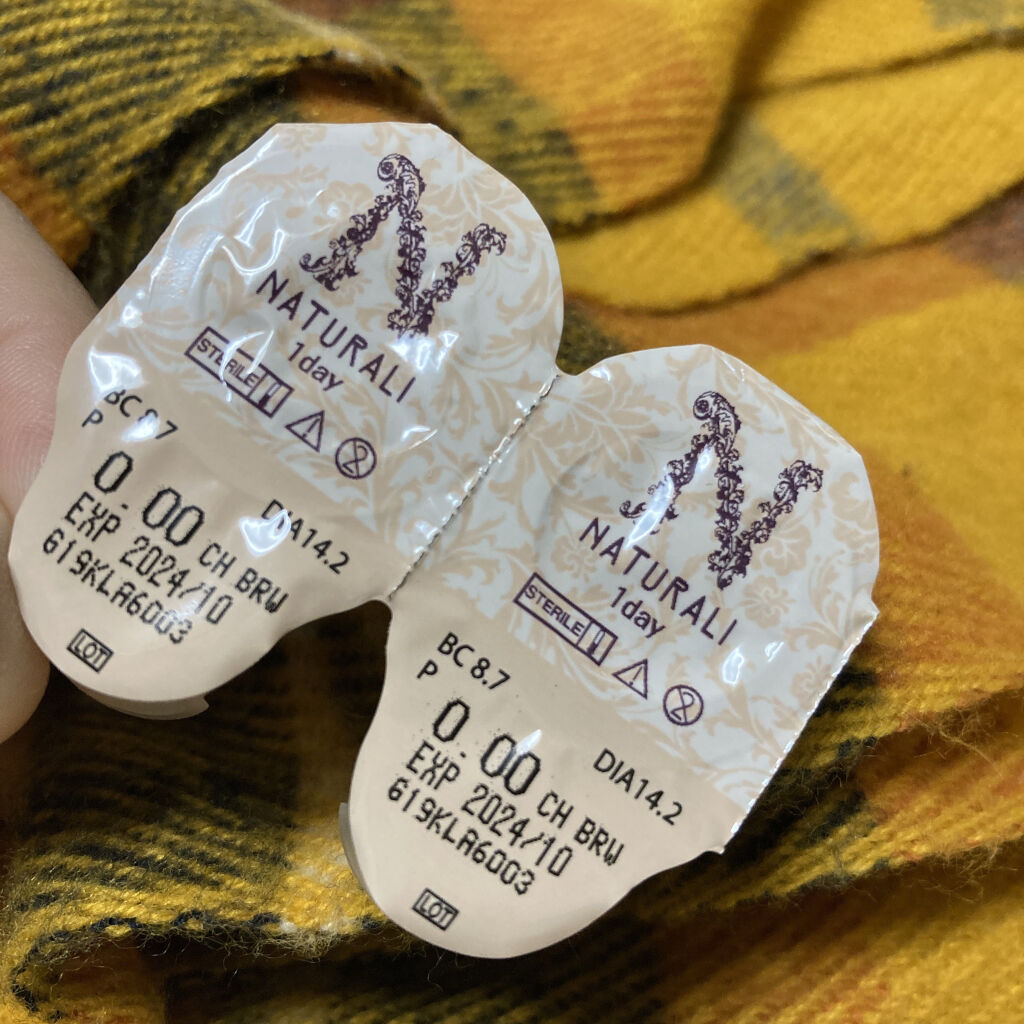 N
NATURALI
1day
STERILE
BC 8.7
P
0.00
DIA14.2
CH BRW
EXP 2024/10
619KLA6003
LOT
N
NATURALI
1day
STERILE
BC 8.7
P
0.00
DIA14.2
CH BRW
EXP 2024/10
619KLA6003
LOT